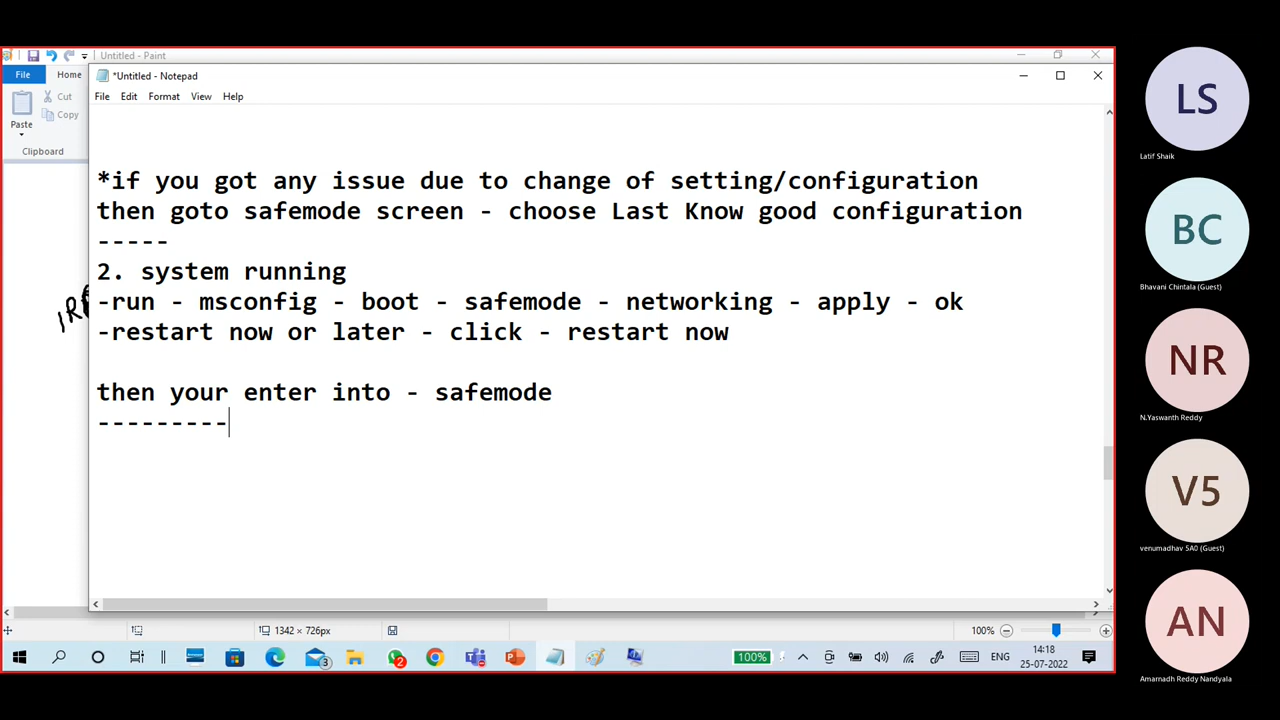 Untitled - Paint
File Home
*Untitled - Notepad
File Edit Format View Help
Paste
Cut
Copy
Clipboard
*if you got any issue due to change of setting/configuration
then goto safemode screen - choose Last Know good configuration
-----
2. system running
-run - msconfig - boot - safemode - networking - apply - ok
-restart now or later - click - restart now
then your enter into - safemode
---------
1342 × 726px
100%
3
2
100%
ENG
14:18
25-07-2022
LS
Latif Shaik
BC
Bhavani Chintala (Guest)
NR
N.Yaswanth Reddy
V5
venumadhav 5A0 (Guest)
AN
Amarnadh Reddy Nandyala